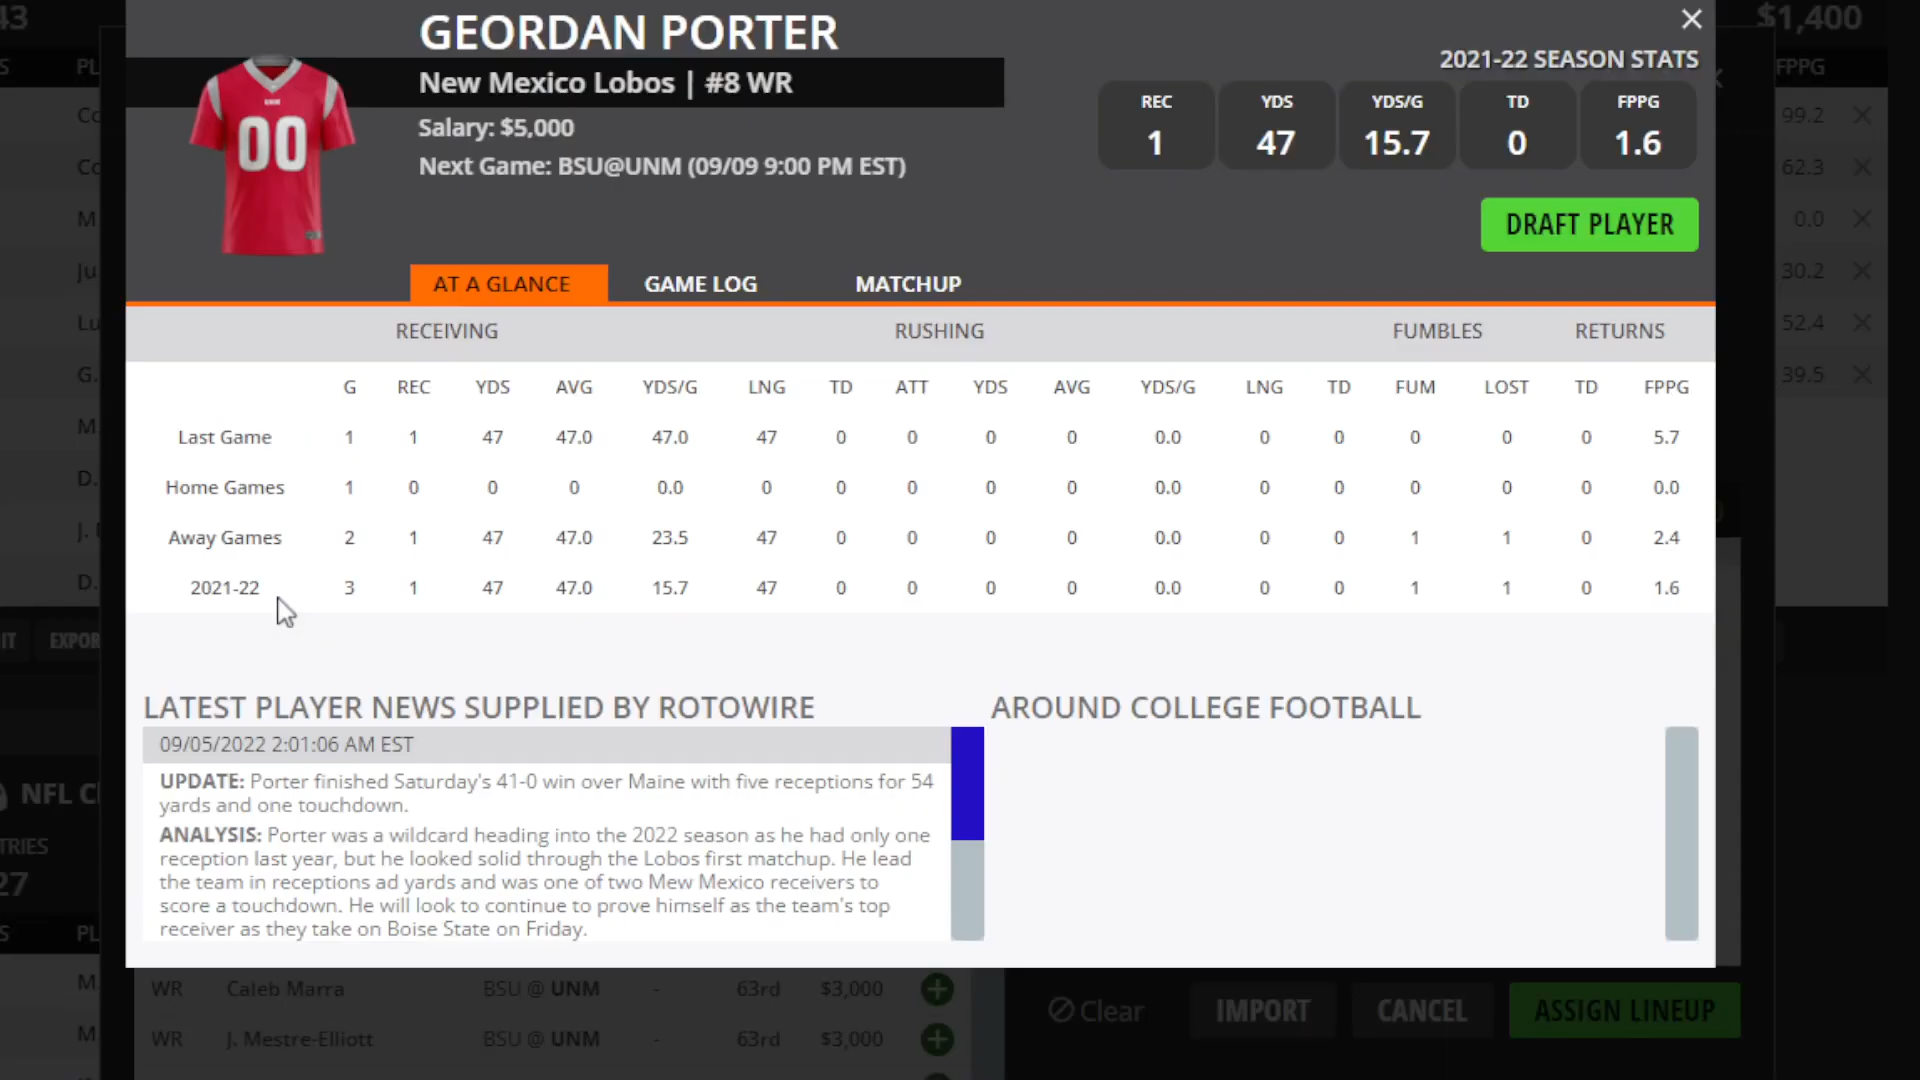 43
$1,400
GEORDAN PORTER
New Mexico Lobos | #8 WR
Salary: $5,000
Next Game: BSU@UNM (09/09 9:00 PM EST)
00
2021-22 SEASON STATS
REC YDS YDS/G TD FPPG
1 47 15.7 0 1.6
DRAFT PLAYER
AT A GLANCE GAME LOG MATCHUP
RECEIVING RUSHING FUMBLES RETURNS
G REC YDS AVG YDS/G LNG TD ATT YDS AVG YDS/G LNG TD FUM LOST TD FPPG
Last Game 1 1 47 47.0 47.0 47 0 0 0 0 0.0 0 0 0 0 0 5.7
Home Games 1 0 0 0 0.0 0 0 0 0 0 0.0 0 0 0 0 0 0.0
Away Games 2 1 47 47.0 23.5 47 0 0 0 0 0.0 0 0 1 1 0 2.4
2021-22 3 1 47 47.0 15.7 47 0 0 0 0 0.0 0 0 1 1 0 1.6
LATEST PLAYER NEWS SUPPLIED BY ROTOWIRE
09/05/2022 2:01:06 AM EST
UPDATE: Porter finished Saturday's 41-0 win over Maine with five receptions for 54
yards and one touchdown.
ANALYSIS: Porter was a wildcard heading into the 2022 season as he had only one
reception last year, but he looked solid through the Lobos first matchup. He lead
the team in receptions ad yards and was one of two Mew Mexico receivers to
score a touchdown. He will look to continue to prove himself as the team's top
receiver as they take on Boise State on Friday.
AROUND COLLEGE FOOTBALL
S PL
Co
Co
M
Ju
Lu
G.
M.
D.
J.
D.
IT EXPOR
NFL C
TRIES
27
S PL
M.
M
FPPG
99.2
62.3
0.0
30.2
52.4
39.5
WR Caleb Marra BSU @ UNM - 63rd $3,000
WR J. Mestre-Elliott BSU @ UNM - 63rd $3,000
Clear IMPORT CANCEL ASSIGN LINEUP